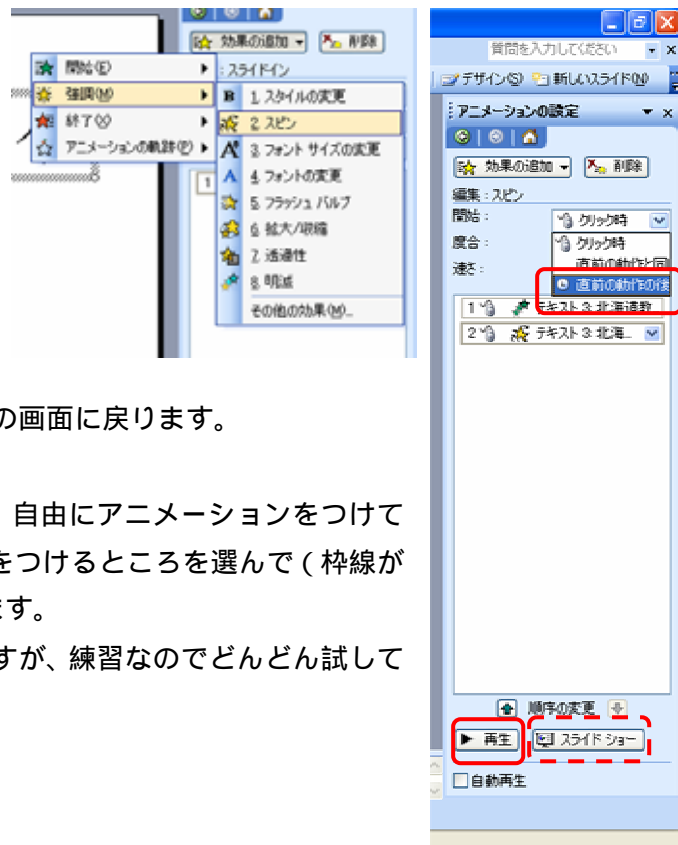 効果の追加
削除
: スライドイン
開始(E)
強調(M)
終了(X)
アニメーションの軌跡(P)
1. スタイルの変更
2. スピン
3. フォント サイズの変更
4. フォントの変更
5. フラッシュ バルブ
6. 拡大/収縮
7. 透過性
8. 明滅
その他の効果(M)...
1
の画面に戻ります。
自由にアニメーションをつけて
をつけるところを選んで（枠線が
ます。
すが、練習なのでどんどん試して
質問を入力してください
デザイン(S) 新しいスライド(N)
アニメーションの設定
効果の追加
削除
編集 : スピン
開始 :
クリック時
度合 :
クリック時
直前の動作と同
速さ :
直前の動作の後
1 テキスト 3: 北海道教
2 テキスト 3: 北海...
順序の変更
再生
スライド ショー
自動再生